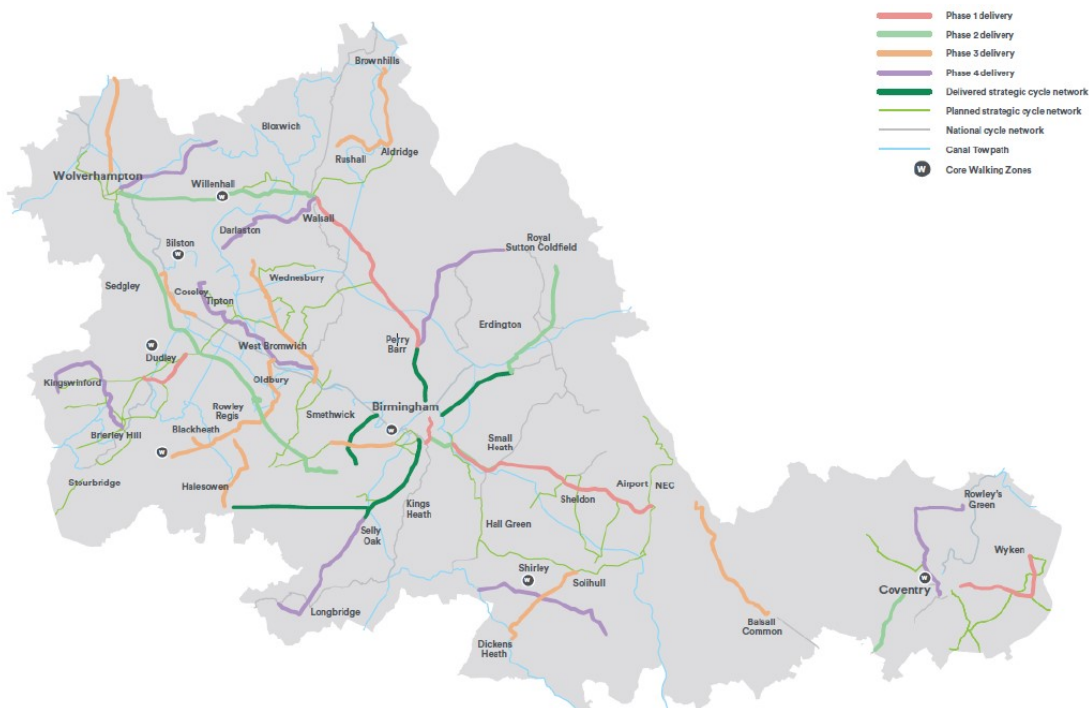 Phase 1 delivery
Phase 2 delivery
Phase 3 delivery
Phase 4 delivery
Delivered strategic cycle network
Planned strategic cycle network
National cycle network
Canal Towpath
W Core Walking Zones
Brownhills
Bloxwich
Rushall
Aldridge
Wolverhampton
Willenhall
W
Walsall
Darlaston
Royal
Sutton Coldfield
Bilston
W
Wednesbury
Sedgley
Coseley
Tipton
Erdington
Perry
Barr
West Bromwich
W
Dudley
Kingswinford
Oldbury
Birmingham
Rowley
Regis
Smethwick
W
Blackheath
Brierley Hill
W
Small
Heath
Stourbridge
Halesowen
Airport
NEC
Sheldon
Rowley's
Green
Kings
Heath
Hall Green
Selly
Oak
Wyken
Shirley
W
Solihull
W
Coventry
Longbridge
Balsall
Common
Dickens
Heath